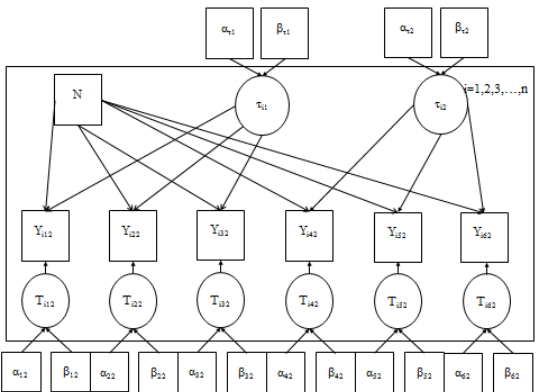 ατ1 βτ1 ατ2 βτ2
N τi1 τi2 i=1,2,3,…,n
Yi12 Yi22 Yi32 Yi42 Yi52 Yi62
Ti12 Ti22 Ti32 Ti42 Ti52 Ti62
α12 β12 α22 β22 α32 β32 α42 β42 α52 β52 α62 β62